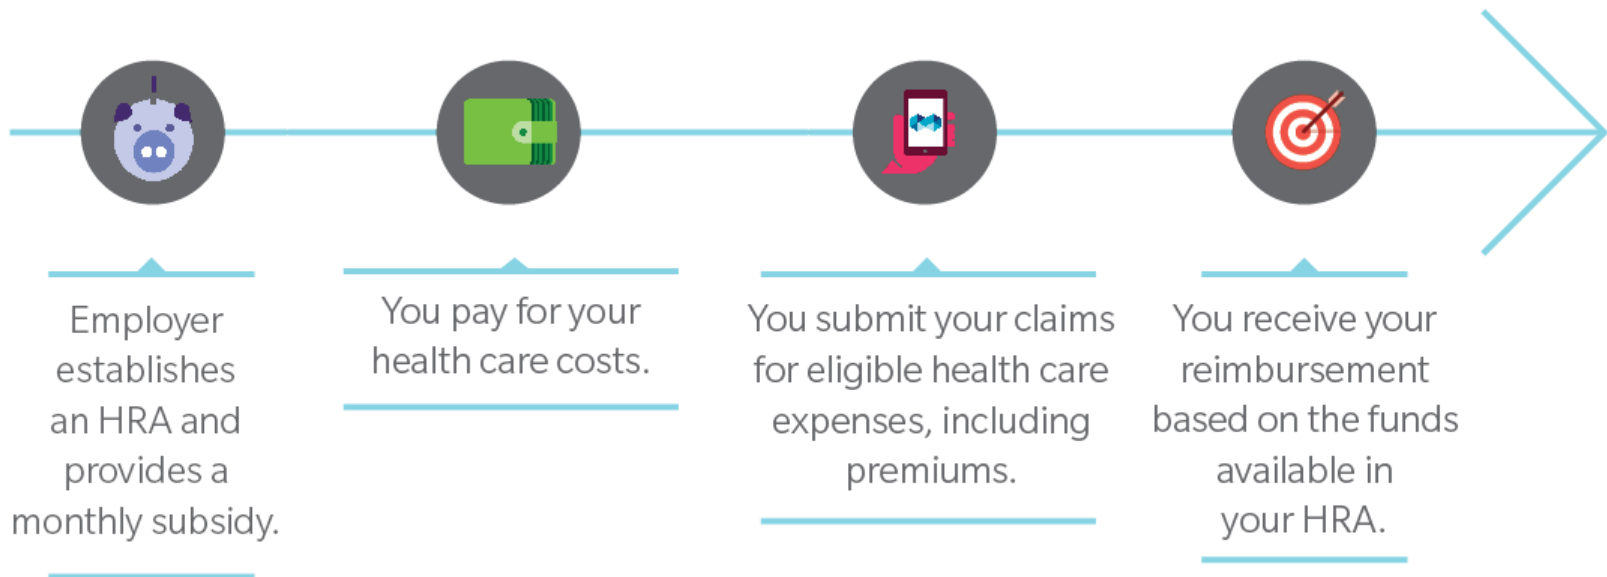 Employer
establishes
an HRA and
provides a
monthly subsidy.
You pay for your
health care costs.
You submit your claims
for eligible health care
expenses, including
premiums.
You receive your
reimbursement
based on the funds
available in
your HRA.